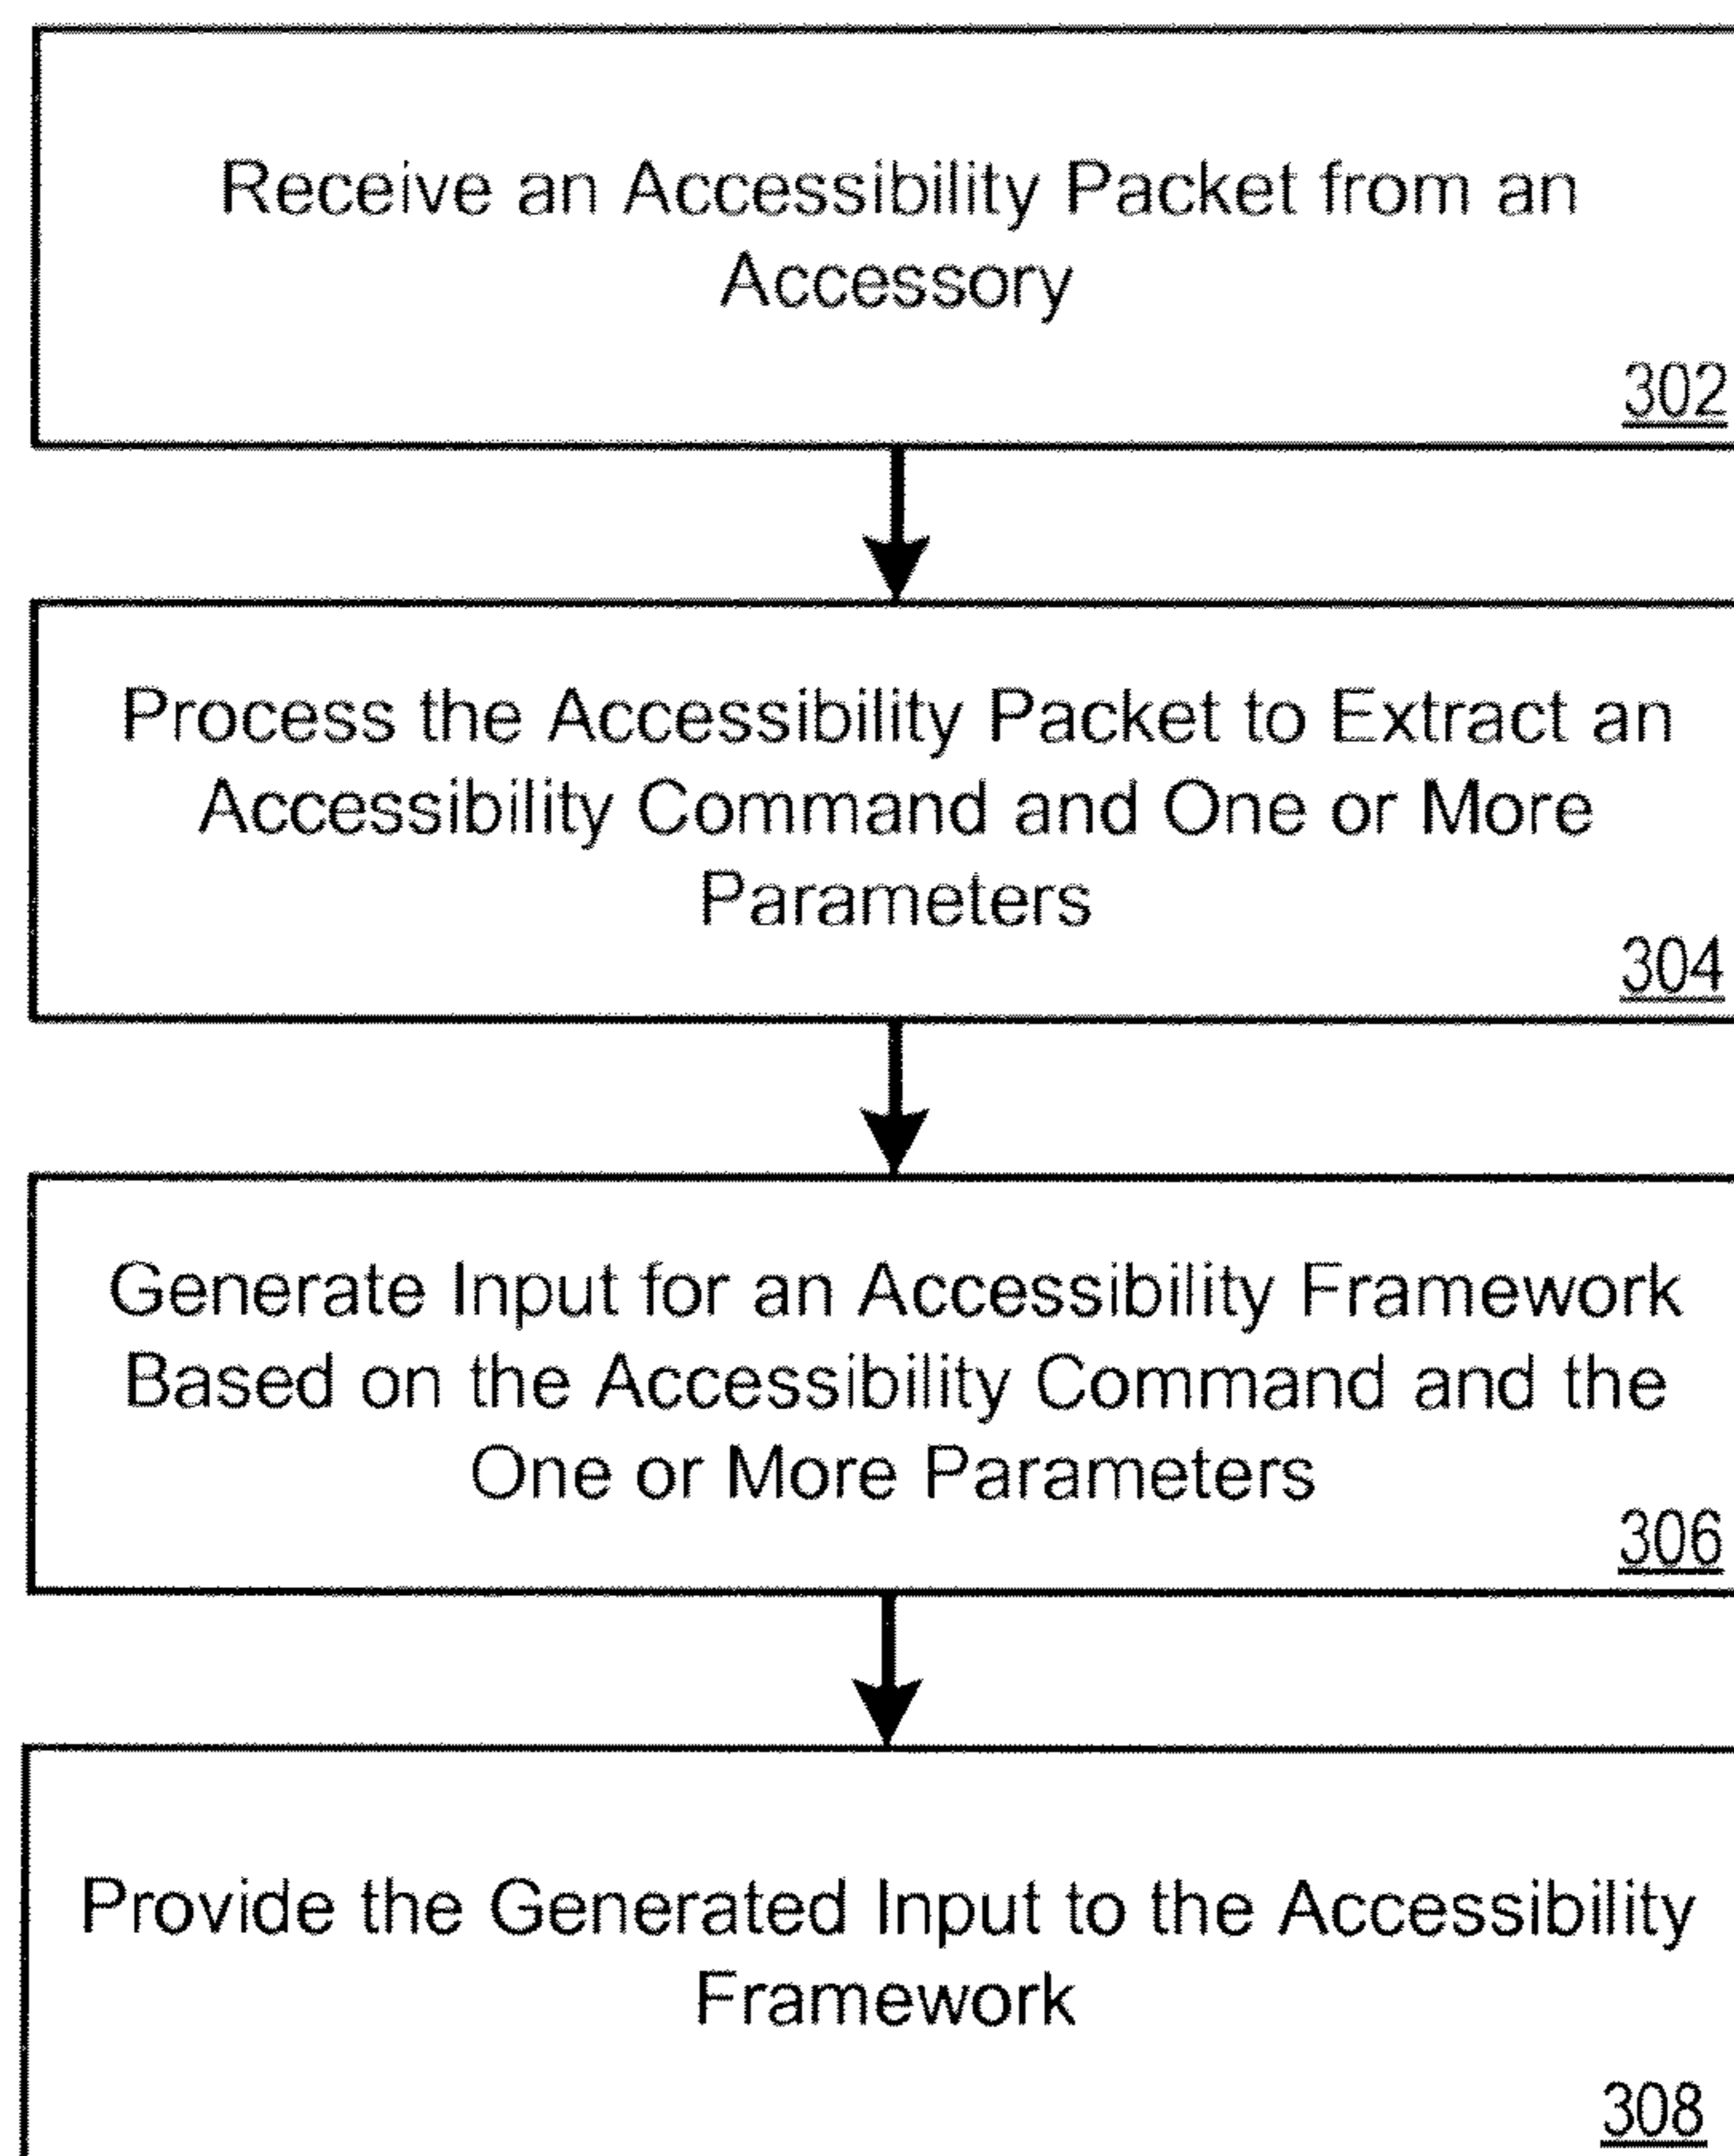 Receive an Accessibility Packet from an
Accessory
302
Process the Accessibility Packet to Extract an
Accessibility Command and One or More
Parameters
304
Generate Input for an Accessibility Framework
Based on the Accessibility Command and the
One or More Parameters
306
Provide the Generated Input to the Accessibility
Framework
308